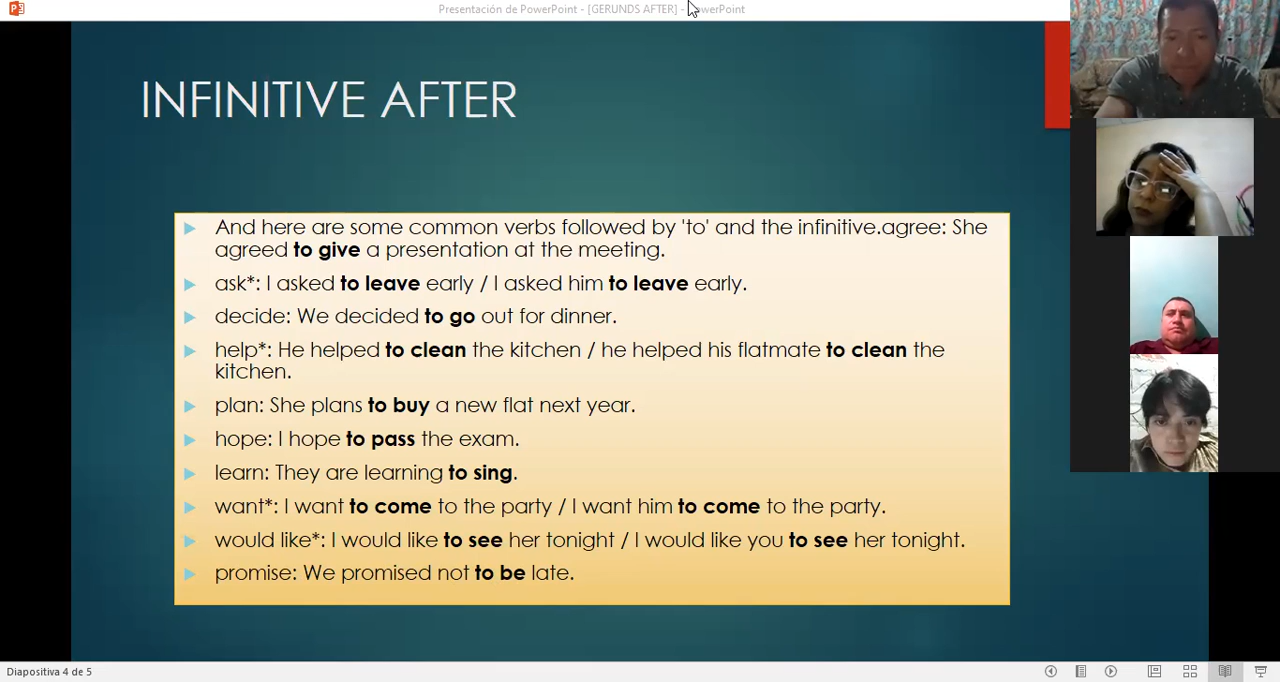 Presentación de PowerPoint - [GERUNDS AFTER] - PowerPoint
INFINITIVE AFTER
And here are some common verbs followed by 'to' and the infinitive.agree: She
agreed to give a presentation at the meeting.
ask*: I asked to leave early / I asked him to leave early.
decide: We decided to go out for dinner.
help*: He helped to clean the kitchen / he helped his flatmate to clean the
kitchen.
plan: She plans to buy a new flat next year.
hope: I hope to pass the exam.
learn: They are learning to sing.
want*: I want to come to the party / I want him to come to the party.
would like*: I would like to see her tonight / I would like you to see her tonight.
promise: We promised not to be late.
Diapositiva 4 de 5